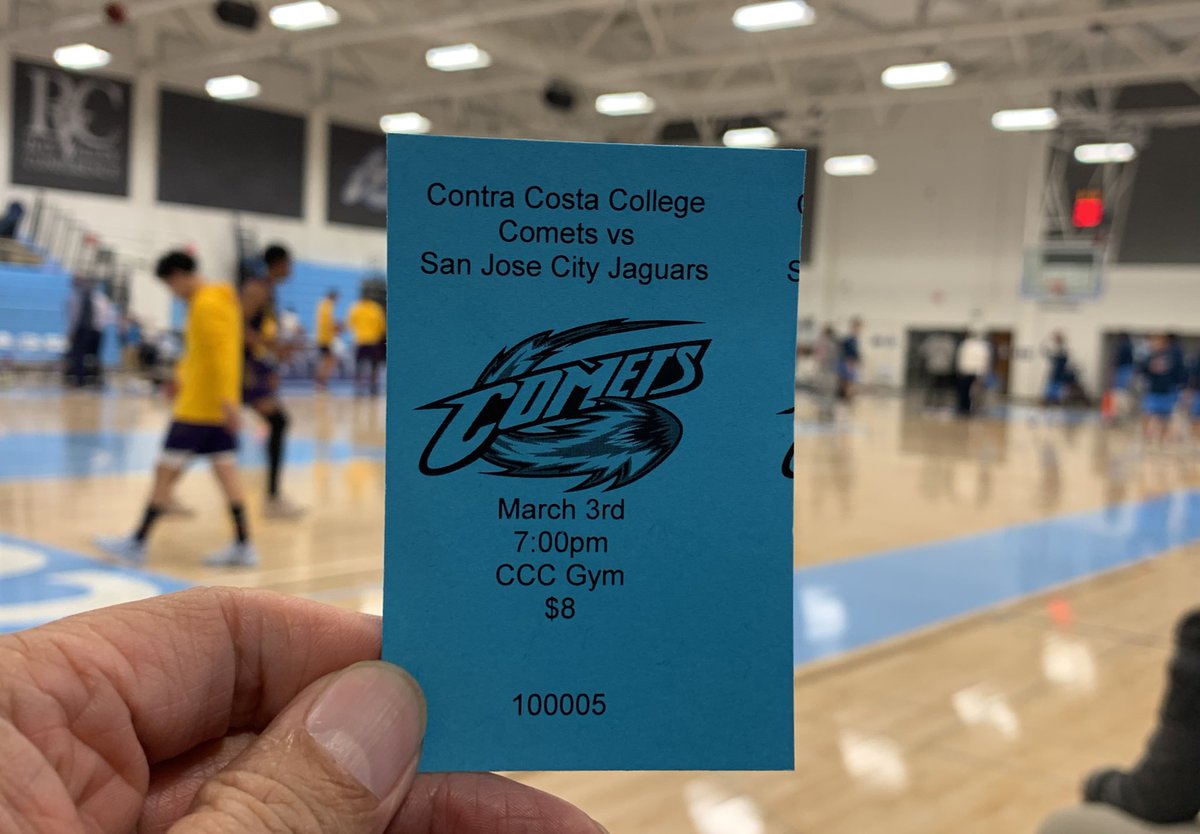 Contra Costa College
Comets vs
San Jose City Jaguars
COMETS
March 3rd
7:00pm
CCC Gym
$8
100005